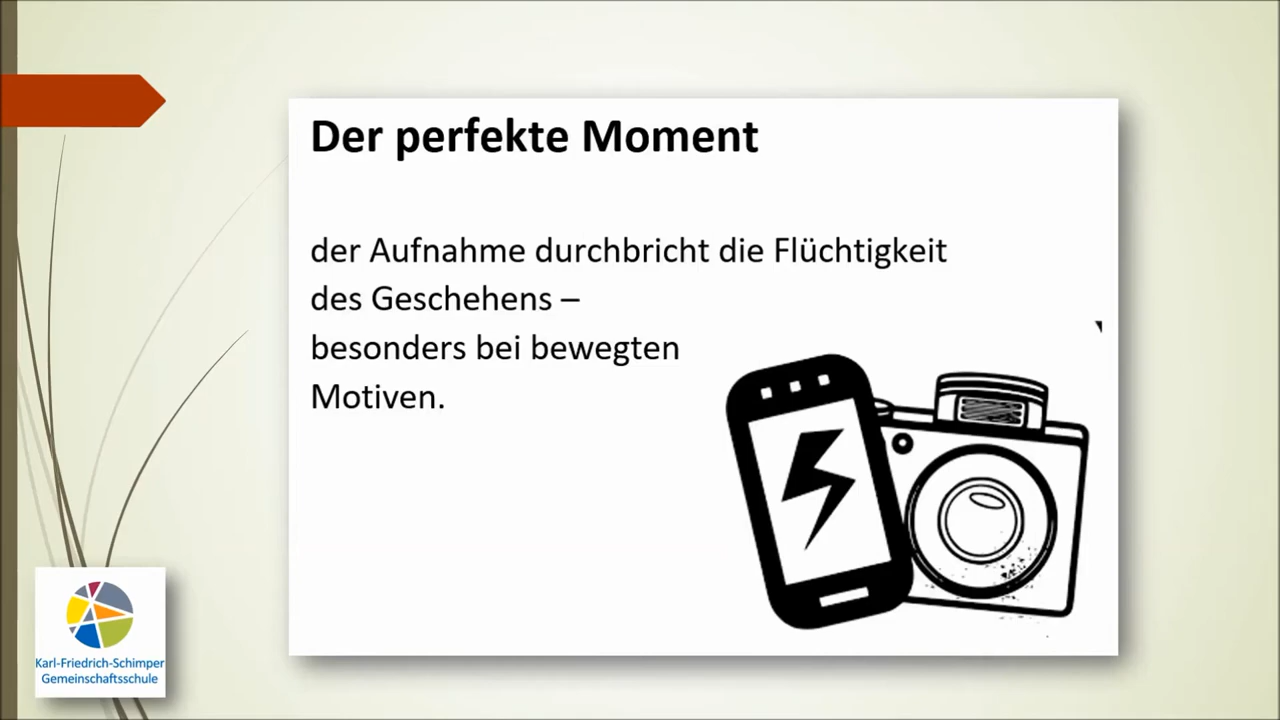 Der perfekte Moment
der Aufnahme durchbricht die Flüchtigkeit
des Geschehens –
besonders bei bewegten
Motiven.
Karl-Friedrich-Schimper
Gemeinschaftsschule